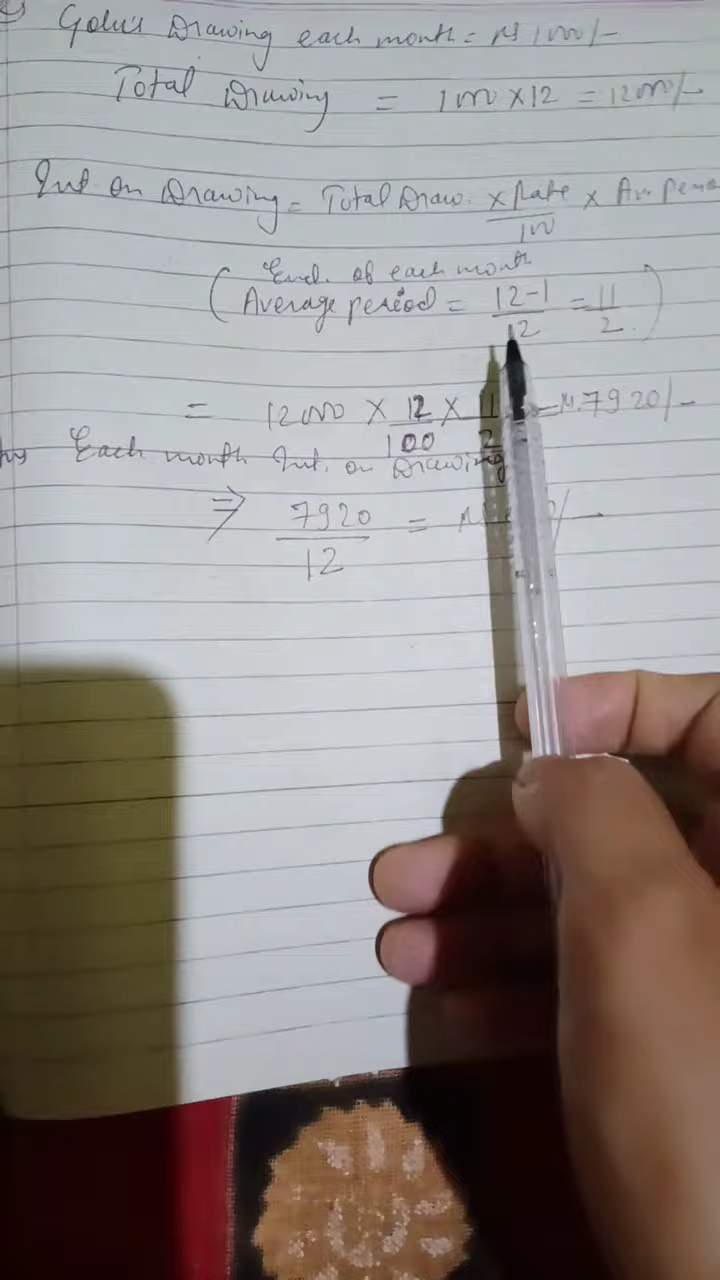 Golu's Drawing each month = Rs 1000/-
Total Drawing = 1000 × 12 = 12000/-
Int on Drawing = Total Draw. × Rate/100 × Av. perio
(End of each month
Average period = 12-1/12 = 11/2.)
= 12000 × 12/100 × 11/2 = Rs. 7920/-
Each month Int. on Drawing
⇒ 7920/12 =